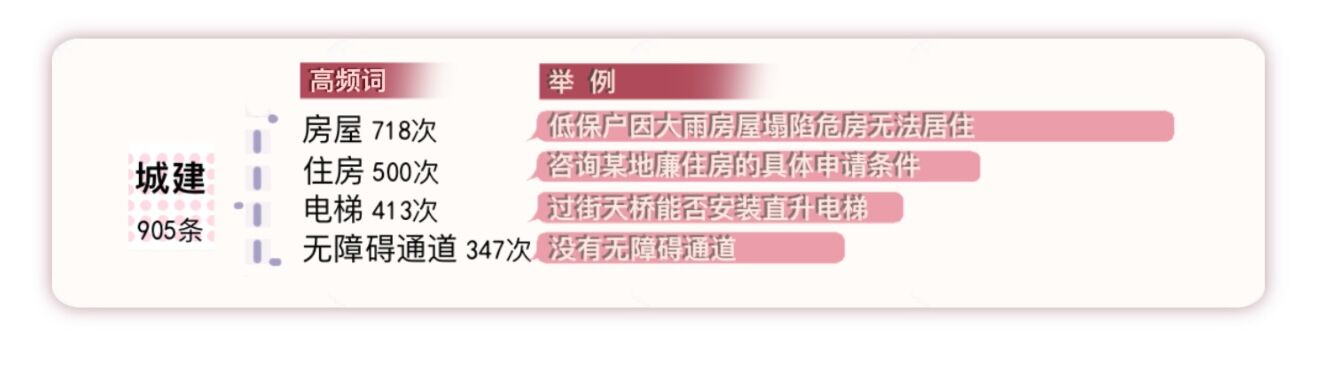 高频词 举 例
房屋 718次 低保户因大雨房屋塌陷危房无法居住
住房 500次 咨询某地廉住房的具体申请条件
城建
电梯 413次 过街天桥能否安装直升电梯
905条
无障碍通道 347次 没有无障碍通道